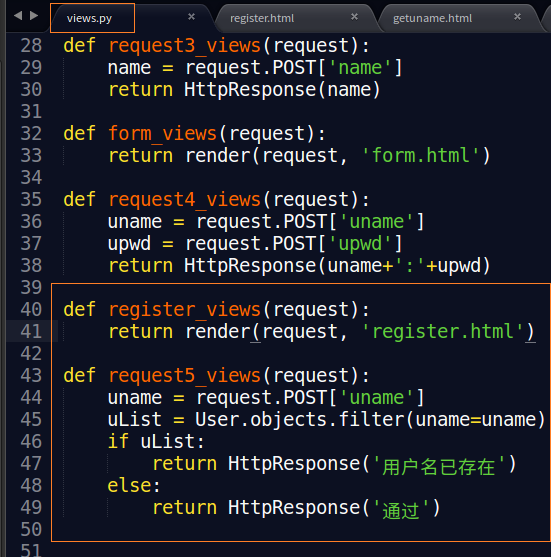 views.py × register.html × getuname.html ×
28 def request3_views(request):
29     name = request.POST['name']
30     return HttpResponse(name)
31
32 def form_views(request):
33     return render(request, 'form.html')
34
35 def request4_views(request):
36     uname = request.POST['uname']
37     upwd = request.POST['upwd']
38     return HttpResponse(uname+':'+upwd)
39
40 def register_views(request):
41     return render(request, 'register.html')
42
43 def request5_views(request):
44     uname = request.POST['uname']
45     uList = User.objects.filter(uname=uname)
46     if uList:
47         return HttpResponse('用户名已存在')
48     else:
49         return HttpResponse('通过')
50
51